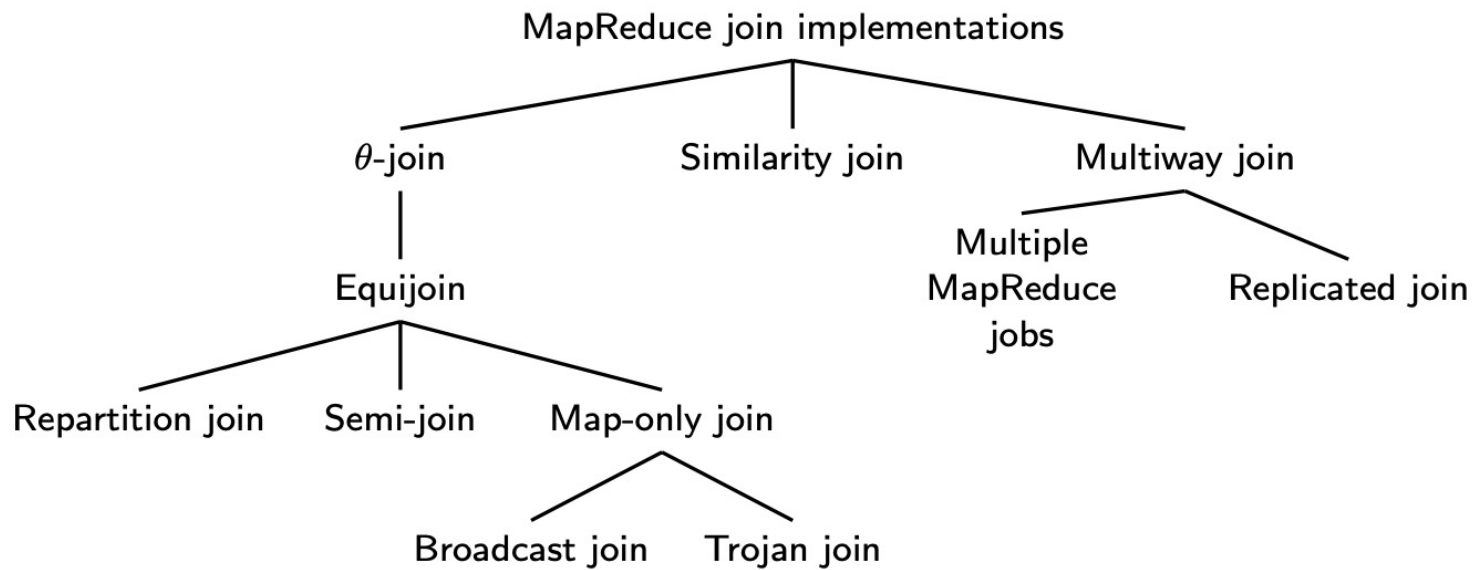 MapReduce join implementations
θ-join
Similarity join
Multiway join
Multiple
MapReduce
jobs
Equijoin
Replicated join
Repartition join
Semi-join
Map-only join
Broadcast join
Trojan join